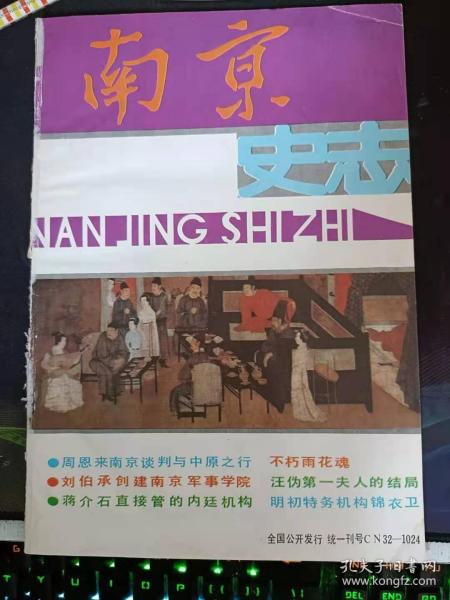 南京
史志
NANJING SHIZHI
●周恩来南京谈判与中原之行 不朽雨花魂
●刘伯承创建南京军事学院 汪伪第一夫人的结局
●蒋介石直接管的内廷机构 明初特务机构锦衣卫
全国公开发行 统一刊号CN32—1024
孔夫子旧书网